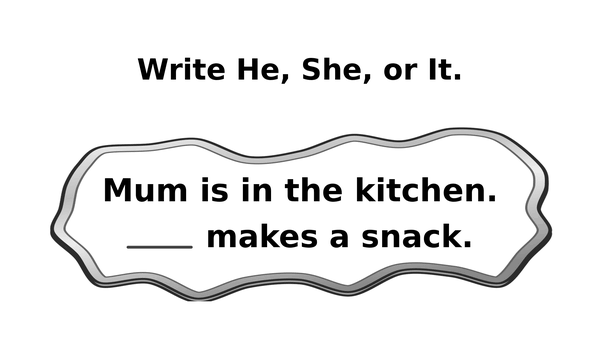 Write He, She, or It.
Mum is in the kitchen.
____ makes a snack.